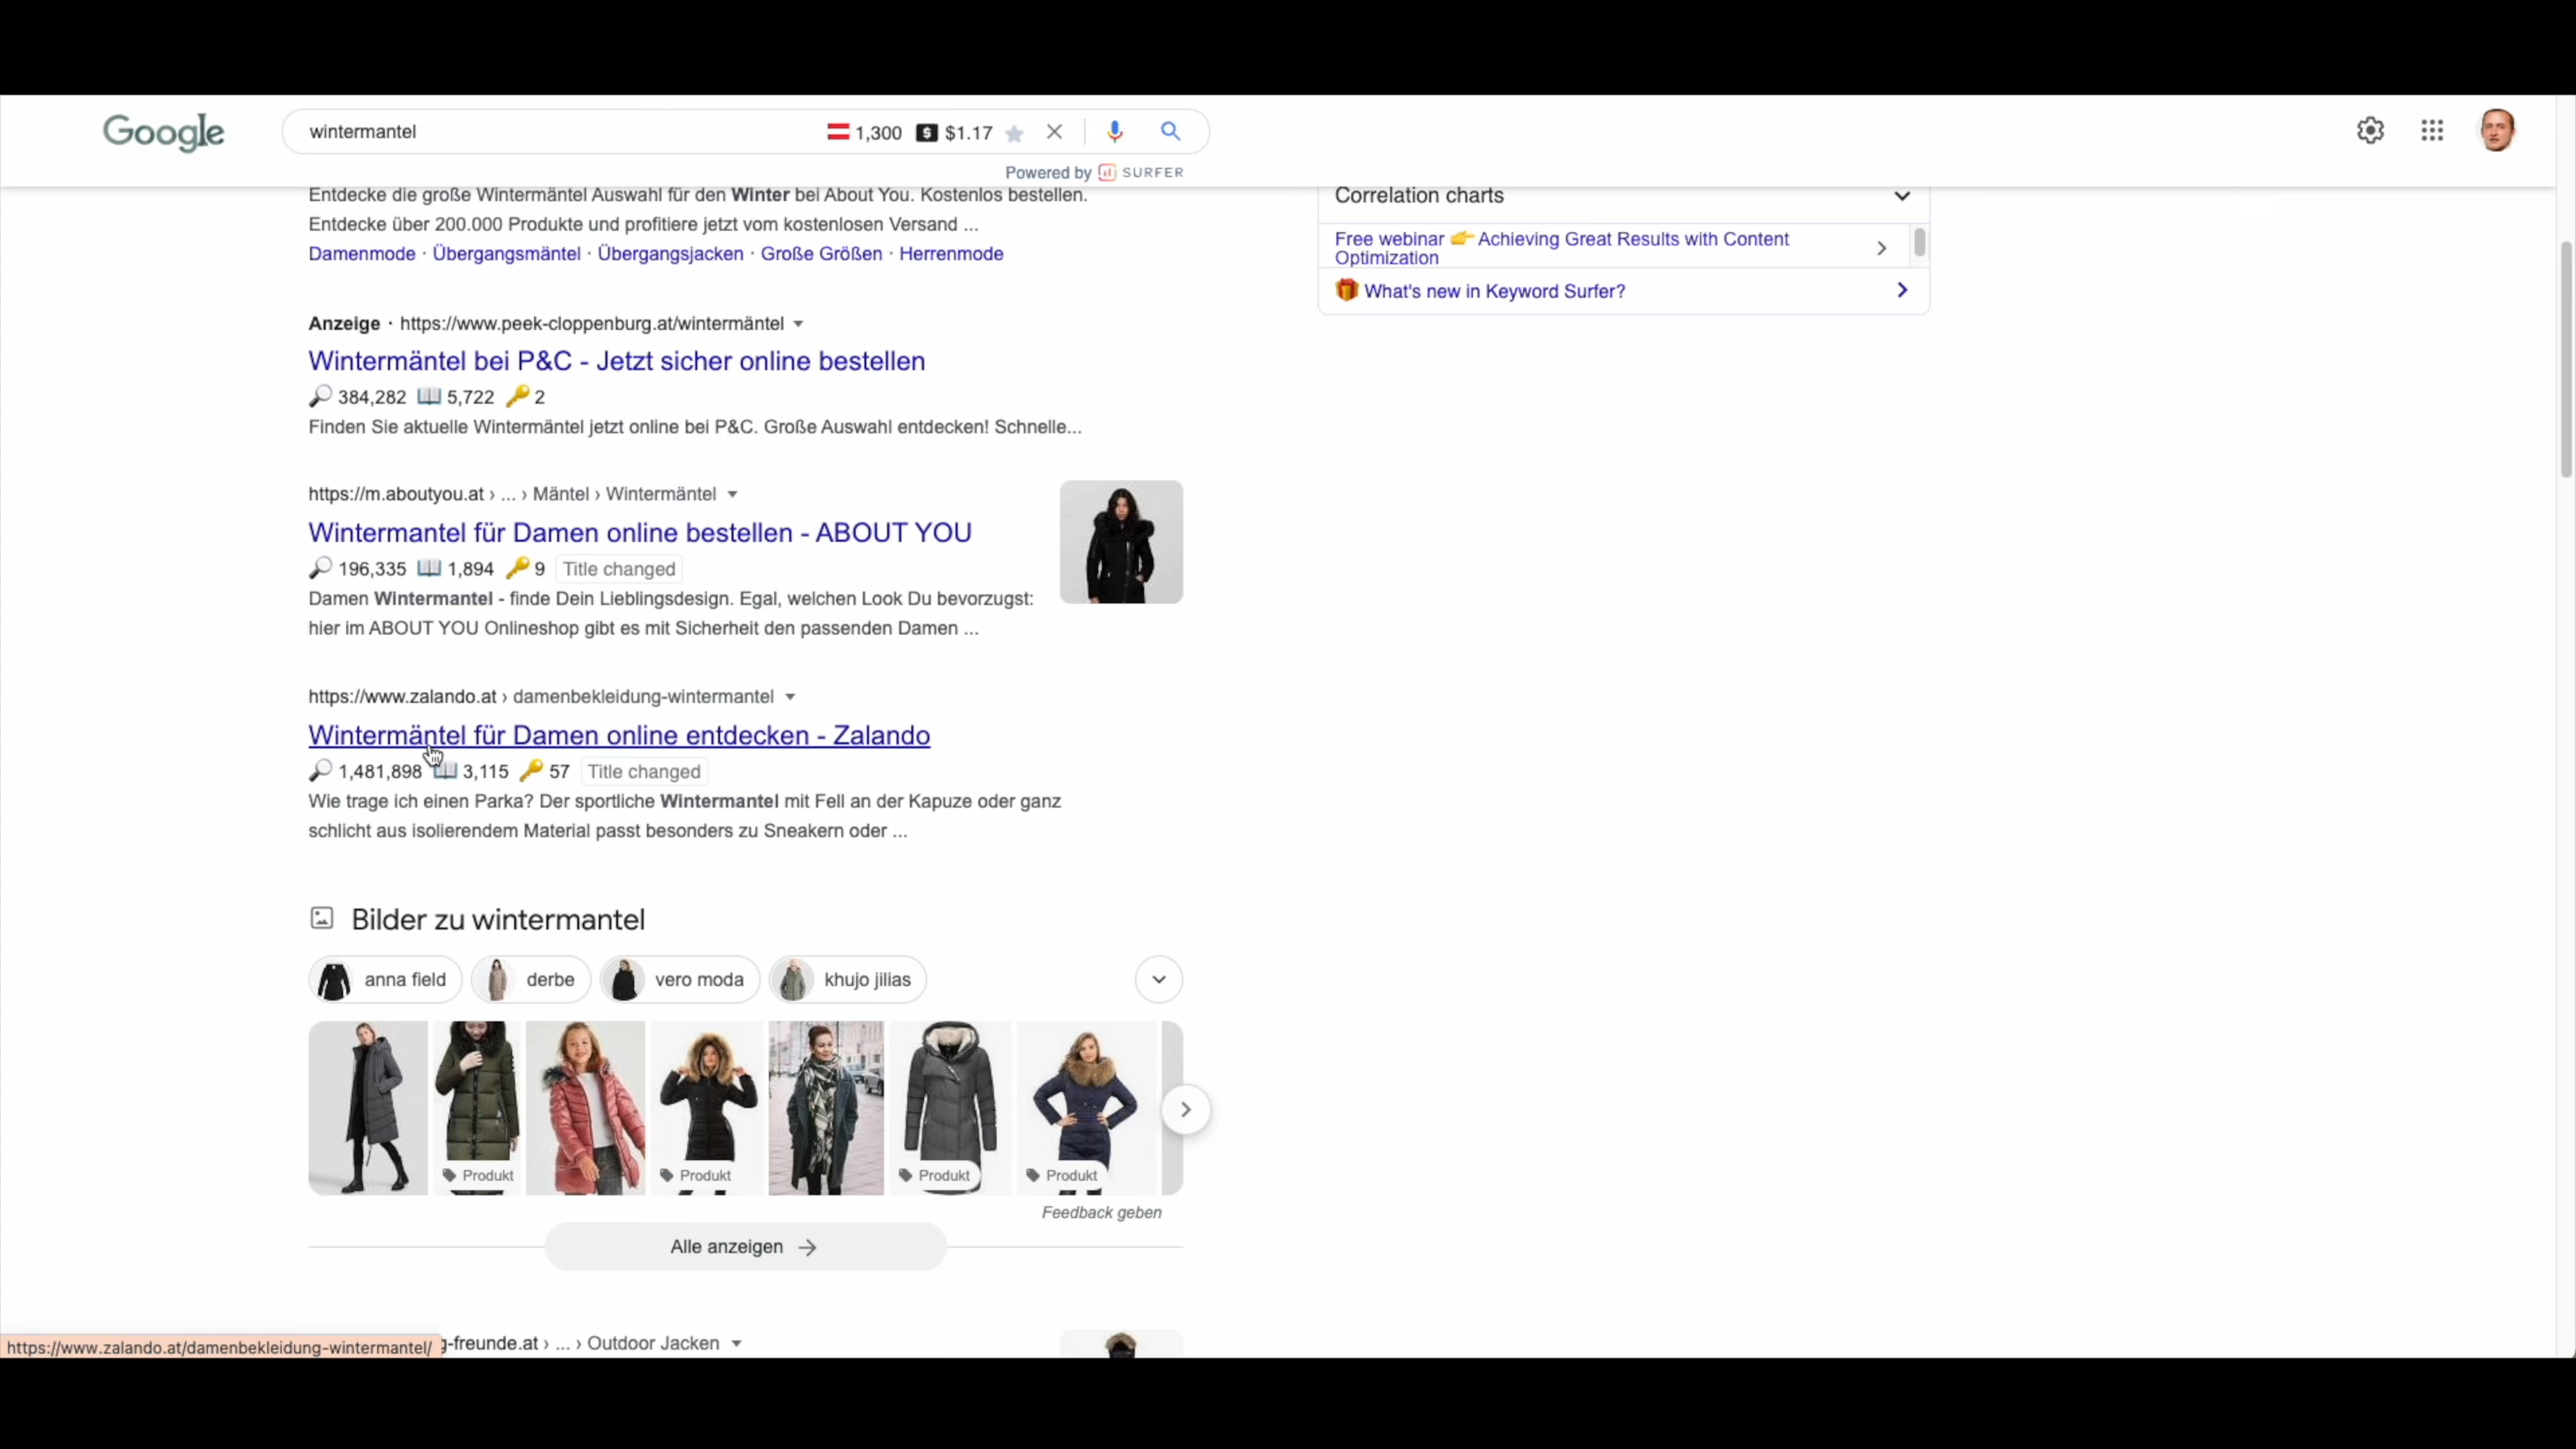 Google
wintermantel
1,300 $ $1.17
Powered by SURFER
Entdecke die große Wintermäntel Auswahl für den Winter bei About You. Kostenlos bestellen.
Entdecke über 200.000 Produkte und profitiere jetzt vom kostenlosen Versand ...
Damenmode · Übergangsmäntel · Übergangsjacken · Große Größen · Herrenmode
Anzeige · https://www.peek-cloppenburg.at/wintermäntel
Wintermäntel bei P&C - Jetzt sicher online bestellen
384,282 5,722 2
Finden Sie aktuelle Wintermäntel jetzt online bei P&C. Große Auswahl entdecken! Schnelle...
https://m.aboutyou.at › ... › Mäntel › Wintermäntel
Wintermantel für Damen online bestellen - ABOUT YOU
196,335 1,894 9 Title changed
Damen Wintermantel - finde Dein Lieblingsdesign. Egal, welchen Look Du bevorzugst:
hier im ABOUT YOU Onlineshop gibt es mit Sicherheit den passenden Damen ...
https://www.zalando.at › damenbekleidung-wintermantel
Wintermäntel für Damen online entdecken - Zalando
1,481,898 3,115 57 Title changed
Wie trage ich einen Parka? Der sportliche Wintermantel mit Fell an der Kapuze oder ganz
schlicht aus isolierendem Material passt besonders zu Sneakern oder ...
Bilder zu wintermantel
anna field derbe vero moda khujo jilias
Produkt Produkt Produkt Produkt
Feedback geben
Alle anzeigen →
g-freunde.at › ... › Outdoor Jacken
https://www.zalando.at/damenbekleidung-wintermantel/
Correlation charts
Free webinar 👉 Achieving Great Results with Content
Optimization
🎁 What's new in Keyword Surfer?